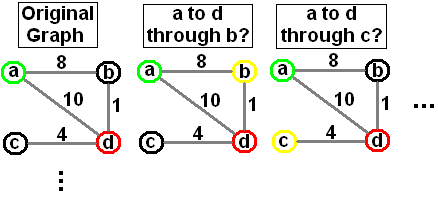 Original
Graph
a to d
through b?
a to d
through c?
a 8 b
10 1
c 4 d
a 8 b
10 1
c 4 d
a 8 b
10 1
c 4 d
...
⋮